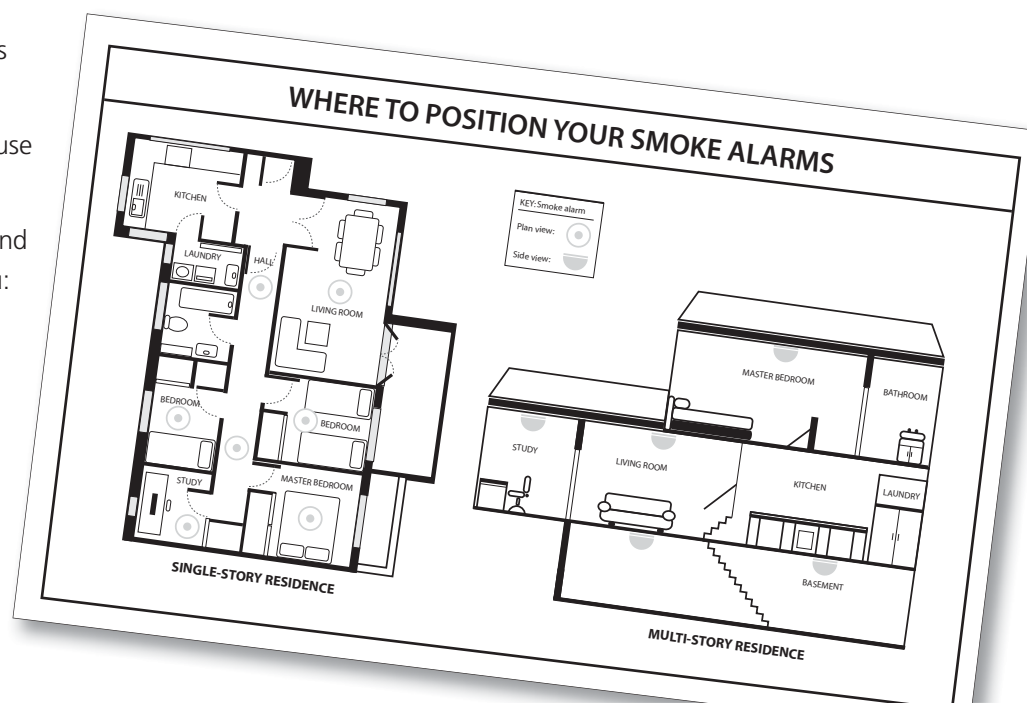 s
use
nd
:
WHERE TO POSITION YOUR SMOKE ALARMS
KEY: Smoke alarm
Plan view:
Side view:
KITCHEN
LAUNDRY
HALL
LIVING ROOM
BEDROOM
BEDROOM
STUDY
MASTER BEDROOM
SINGLE-STORY RESIDENCE
MASTER BEDROOM
BATHROOM
STUDY
LIVING ROOM
KITCHEN
LAUNDRY
BASEMENT
MULTI-STORY RESIDENCE